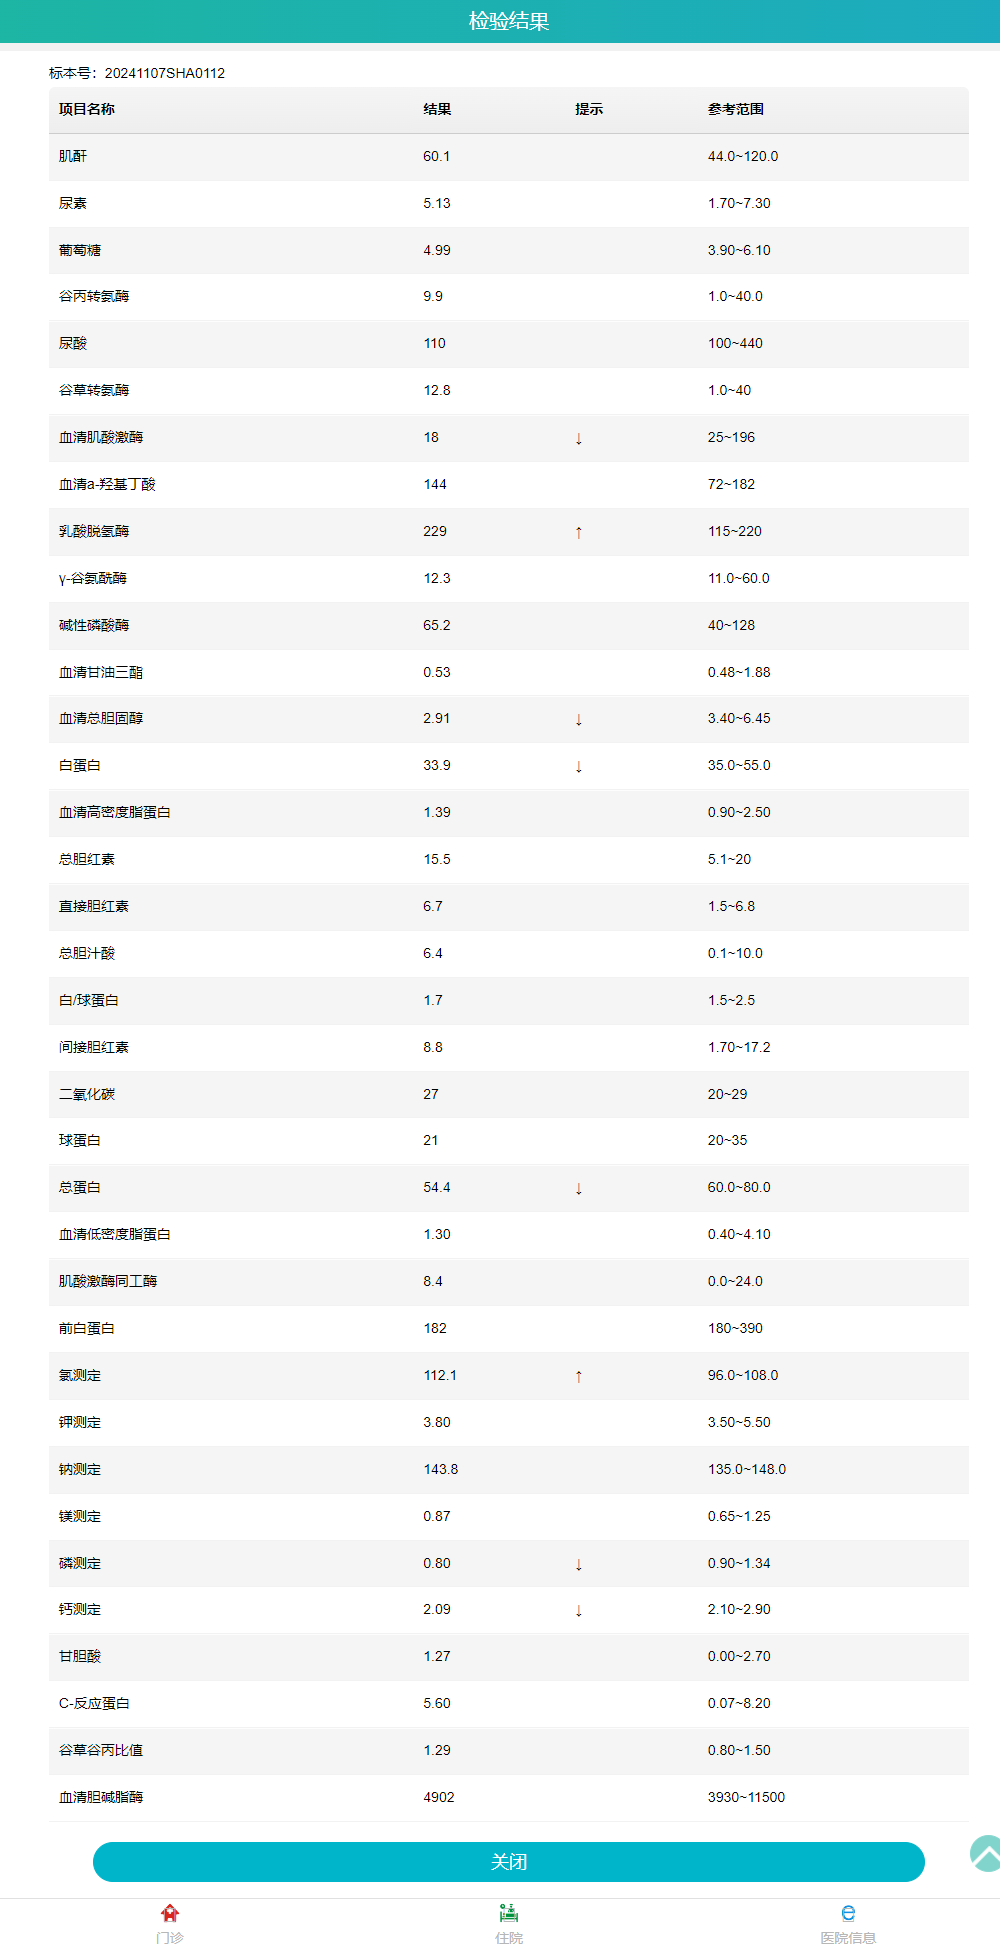 检验结果
标本号：20241107SHA0112
项目名称 结果 提示 参考范围
肌酐 60.1 44.0~120.0
尿素 5.13 1.70~7.30
葡萄糖 4.99 3.90~6.10
谷丙转氨酶 9.9 1.0~40.0
尿酸 110 100~440
谷草转氨酶 12.8 1.0~40
血清肌酸激酶 18 ↓ 25~196
血清a-羟基丁酸 144 72~182
乳酸脱氢酶 229 ↑ 115~220
γ-谷氨酰酶 12.3 11.0~60.0
碱性磷酸酶 65.2 40~128
血清甘油三酯 0.53 0.48~1.88
血清总胆固醇 2.91 ↓ 3.40~6.45
白蛋白 33.9 ↓ 35.0~55.0
血清高密度脂蛋白 1.39 0.90~2.50
总胆红素 15.5 5.1~20
直接胆红素 6.7 1.5~6.8
总胆汁酸 6.4 0.1~10.0
白/球蛋白 1.7 1.5~2.5
间接胆红素 8.8 1.70~17.2
二氧化碳 27 20~29
球蛋白 21 20~35
总蛋白 54.4 ↓ 60.0~80.0
血清低密度脂蛋白 1.30 0.40~4.10
肌酸激酶同工酶 8.4 0.0~24.0
前白蛋白 182 180~390
氯测定 112.1 ↑ 96.0~108.0
钾测定 3.80 3.50~5.50
钠测定 143.8 135.0~148.0
镁测定 0.87 0.65~1.25
磷测定 0.80 ↓ 0.90~1.34
钙测定 2.09 ↓ 2.10~2.90
甘胆酸 1.27 0.00~2.70
C-反应蛋白 5.60 0.07~8.20
谷草谷丙比值 1.29 0.80~1.50
血清胆碱脂酶 4902 3930~11500
关闭
门诊 住院 医院信息